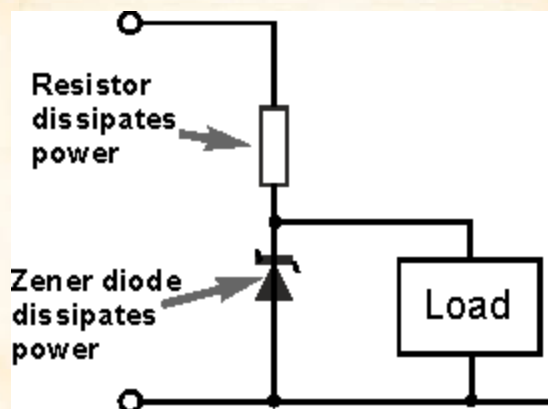 Resistor
dissipates
power
Zener diode
dissipates
power
Load